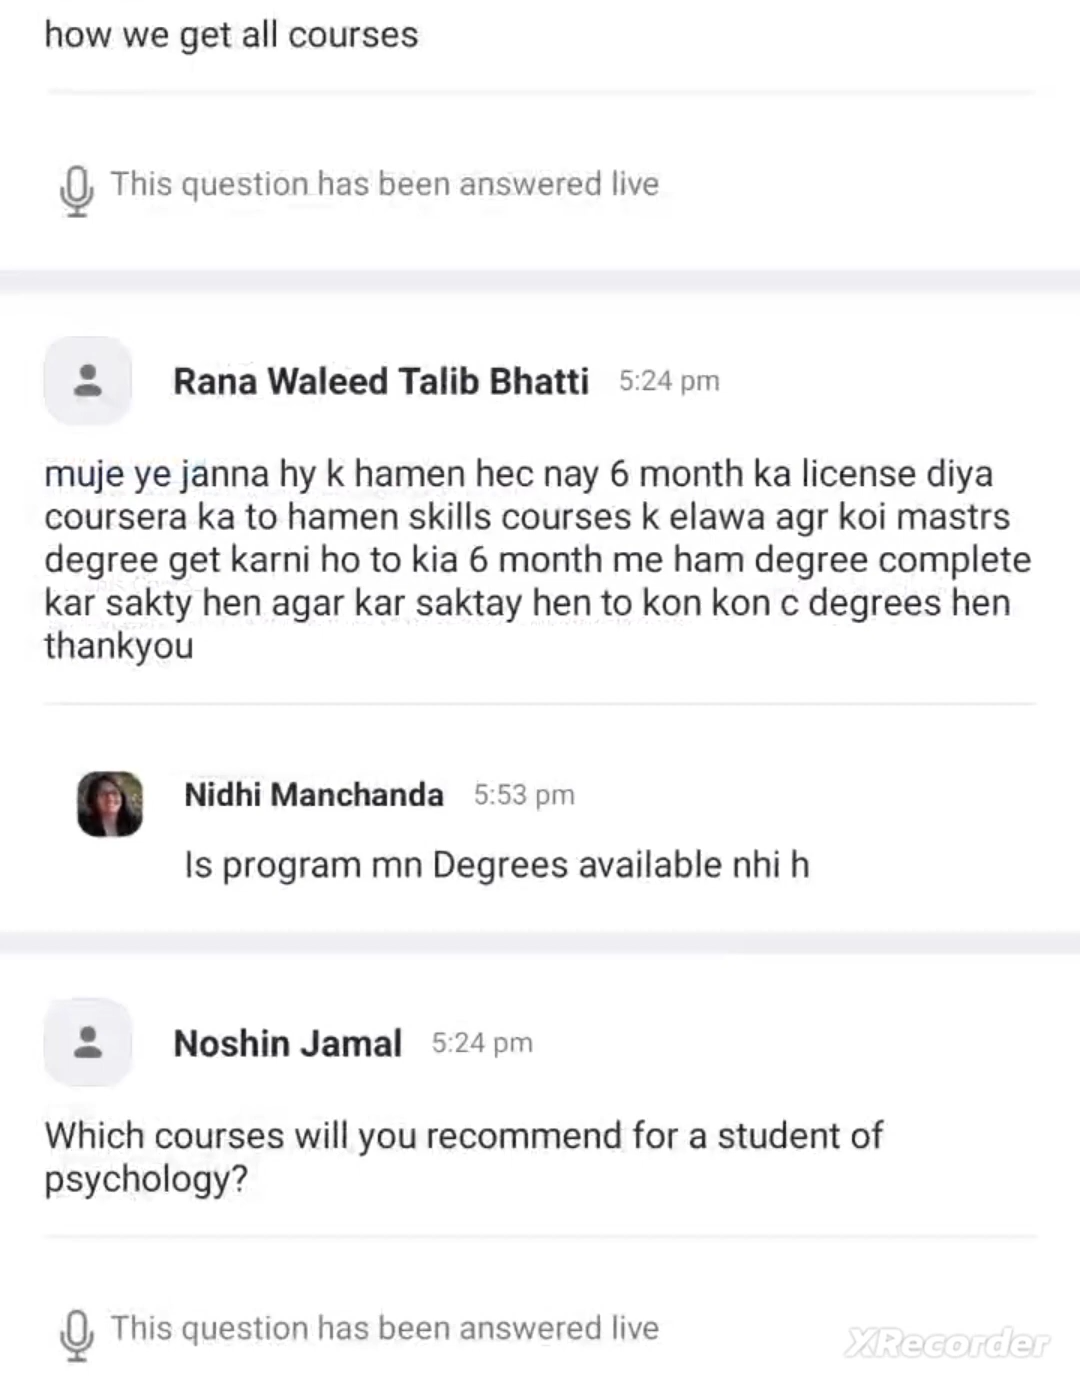 how we get all courses
This question has been answered live
Rana Waleed Talib Bhatti 5:24 pm
muje ye janna hy k hamen hec nay 6 month ka license diya
coursera ka to hamen skills courses k elawa agr koi mastrs
degree get karni ho to kia 6 month me ham degree complete
kar sakty hen agar kar saktay hen to kon kon c degrees hen
thankyou
Nidhi Manchanda 5:53 pm
Is program mn Degrees available nhi h
Noshin Jamal 5:24 pm
Which courses will you recommend for a student of
psychology?
This question has been answered live
XRecorder